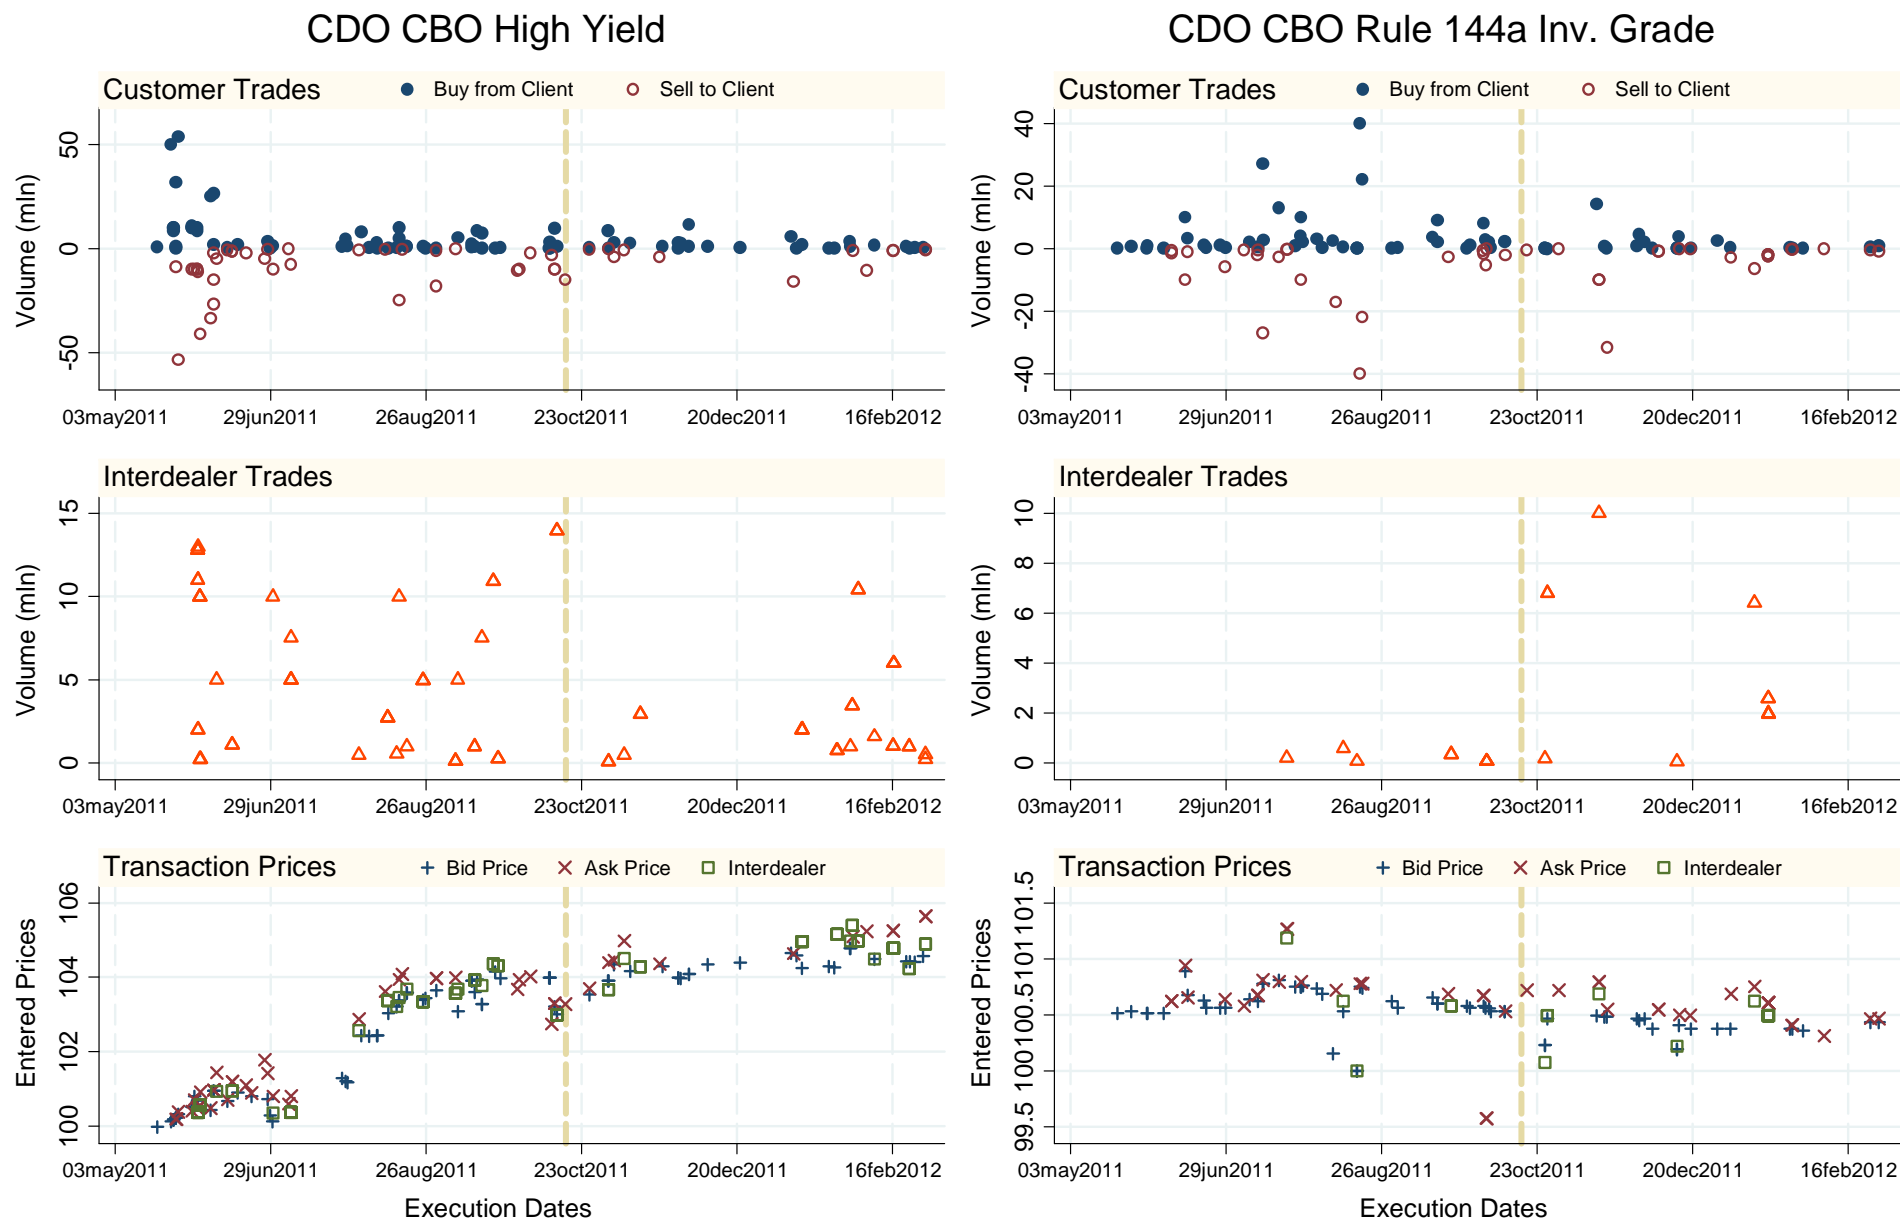 CDO CBO High Yield
Customer Trades Buy from Client Sell to Client
Volume (mln)
50
0
-50
03may2011 29jun2011 26aug2011 23oct2011 20dec2011 16feb2012
Interdealer Trades
Volume (mln)
15
10
5
0
03may2011 29jun2011 26aug2011 23oct2011 20dec2011 16feb2012
Transaction Prices Bid Price Ask Price Interdealer
Entered Prices
106
104
102
100
03may2011 29jun2011 26aug2011 23oct2011 20dec2011 16feb2012
Execution Dates
CDO CBO Rule 144a Inv. Grade
Customer Trades Buy from Client Sell to Client
Volume (mln)
40
20
0
-20
-40
03may2011 29jun2011 26aug2011 23oct2011 20dec2011 16feb2012
Interdealer Trades
Volume (mln)
10
8
6
4
2
0
03may2011 29jun2011 26aug2011 23oct2011 20dec2011 16feb2012
Transaction Prices Bid Price Ask Price Interdealer
Entered Prices
101.5
101
100.5
100
99.5
03may2011 29jun2011 26aug2011 23oct2011 20dec2011 16feb2012
Execution Dates